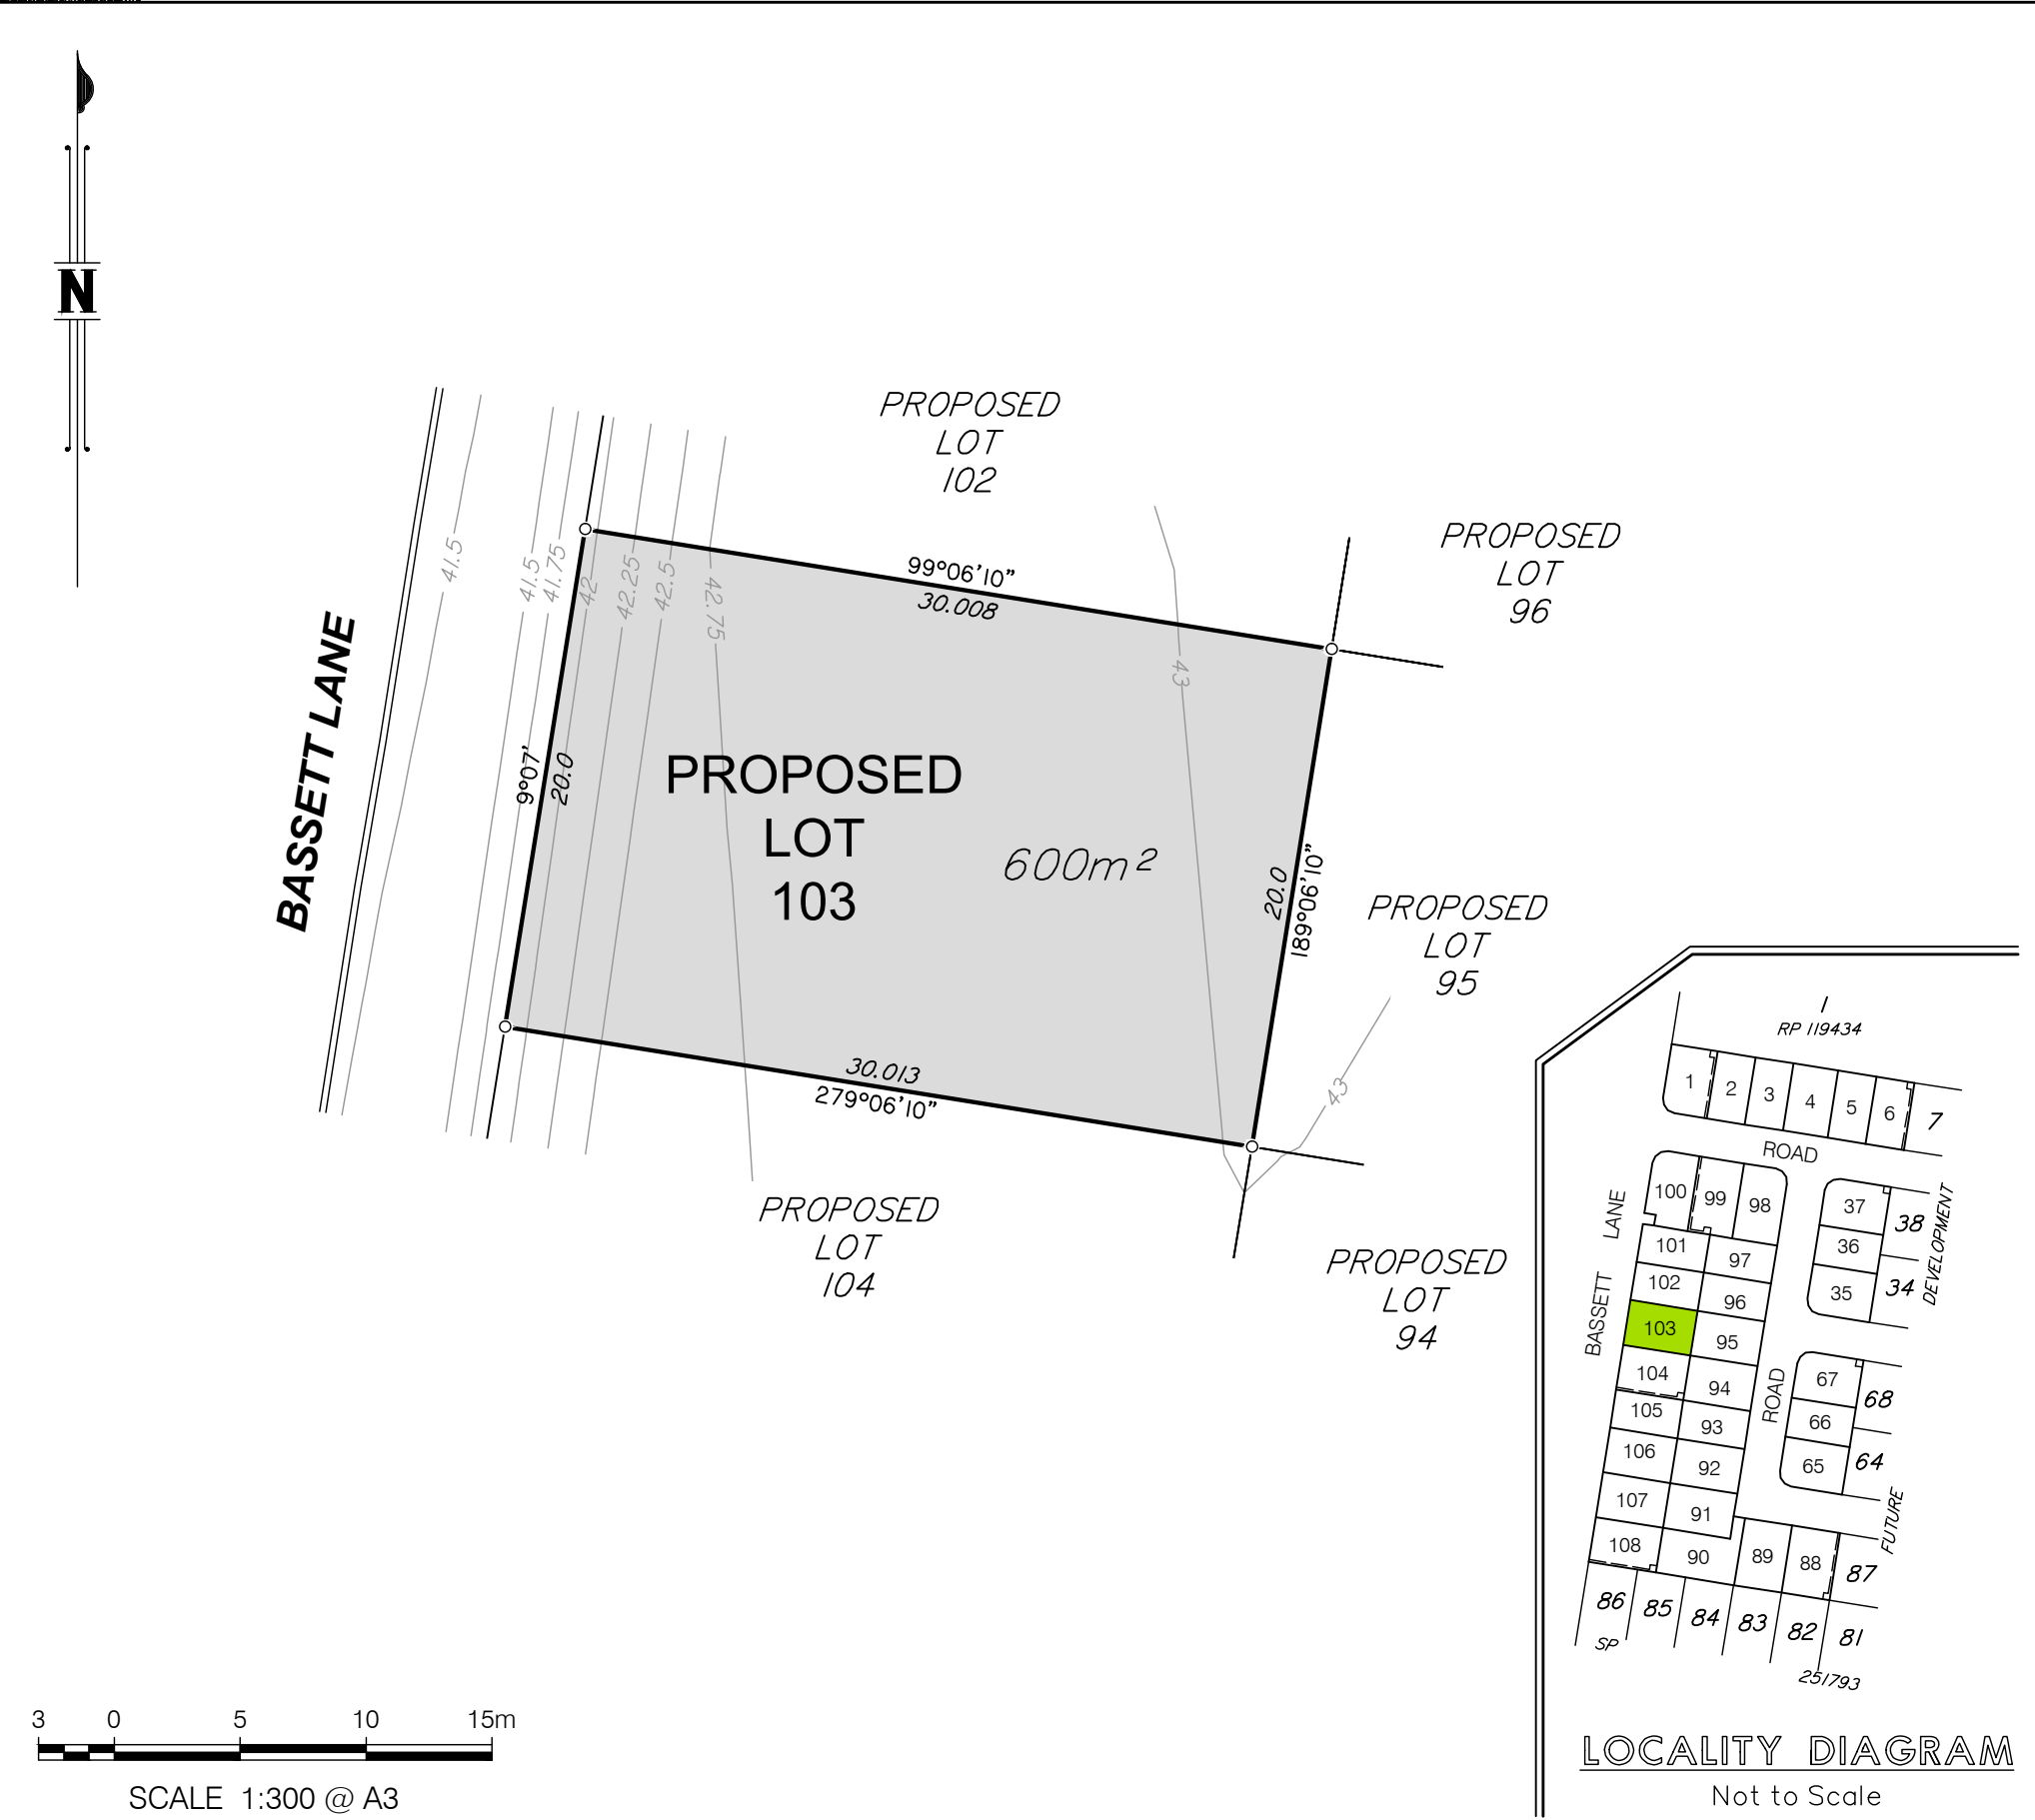 N
BASSETT LANE
41.5
41.5
41.75
42
42.25
42.5
42.75
43
43
PROPOSED
LOT
102
PROPOSED
LOT
96
99°06'10"
30.008
9°07'
20.0
PROPOSED
LOT
103
600m²
20.0
189°06'10"
PROPOSED
LOT
95
30.013
279°06'10"
PROPOSED
LOT
104
PROPOSED
LOT
94
1
RP 119434
1
2
3
4
5
6
7
ROAD
100
99
98
37
38
36
35
34
DEVELOPMENT
BASSETT LANE
101
97
102
96
103
95
104
94
ROAD
67
68
105
93
66
106
92
65
64
107
91
FUTURE
108
90
89
88
87
86
85
84
83
82
81
SP
251793
LOCALITY DIAGRAM
Not to Scale
3 0 5 10 15m
SCALE 1:300 @ A3